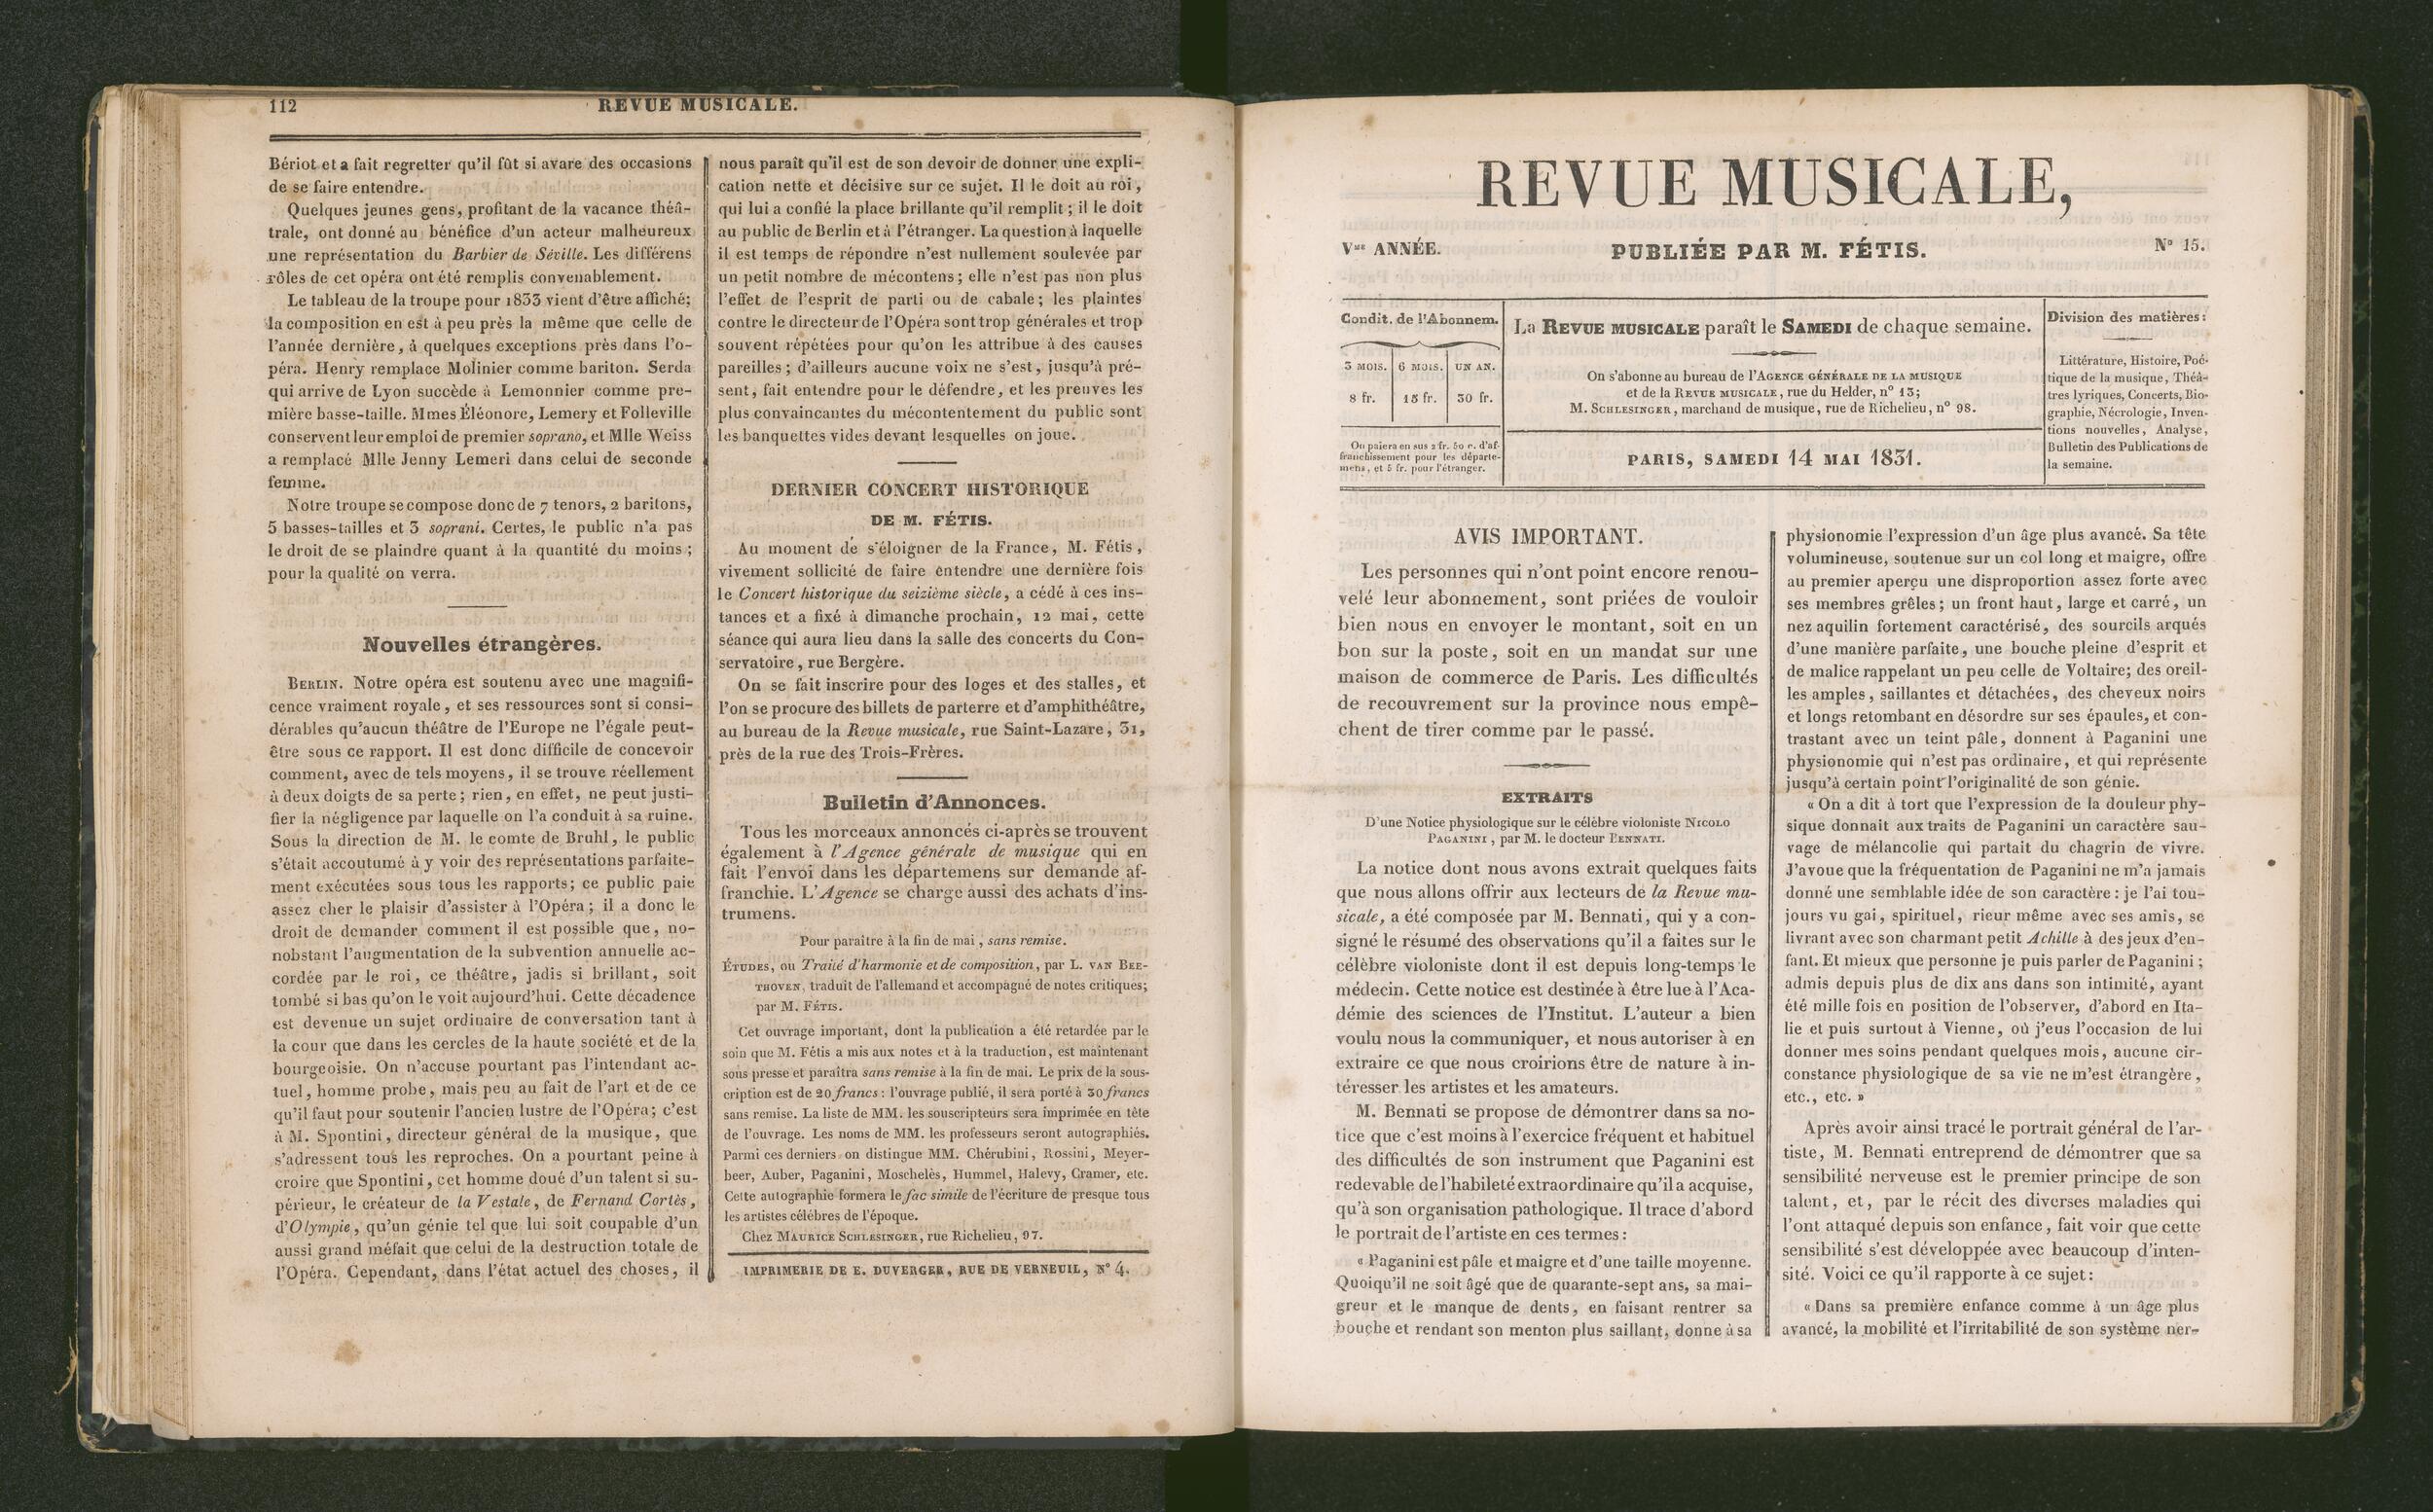 112
REVUE MUSICALE.
Bériot et a fait regretter qu'il fût si avare des occasions
de se faire entendre.
Quelques jeunes gens, profitant de la vacance théâ-
trale, ont donné au bénéfice d'un acteur malheureux
une représentation du Barbier de Séville. Les différens
rôles de cet opéra ont été remplis convenablement.
Le tableau de la troupe pour 1833 vient d'être affiché;
la composition en est à peu près la même que celle de
l'année dernière, à quelques exceptions près dans l'o-
péra. Henry remplace Molinier comme bariton. Serda
qui arrive de Lyon succède à Lemonnier comme pre-
mière basse-taille. Mmes Éléonore, Lemery et Folleville
conservent leur emploi de premier soprano, et Mlle Weiss
a remplacé Mlle Jenny Lemeri dans celui de seconde
femme.
Notre troupe se compose donc de 7 tenors, 2 baritons,
5 basses-tailles et 3 soprani. Certes, le public n'a pas
le droit de se plaindre quant à la quantité du moins;
pour la qualité on verra.
Nouvelles étrangères.
BERLIN. Notre opéra est soutenu avec une magnifi-
cence vraiment royale, et ses ressources sont si consi-
dérables qu'aucun théâtre de l'Europe ne l'égale peut-
être sous ce rapport. Il est donc difficile de concevoir
comment, avec de tels moyens, il se trouve réellement
à deux doigts de sa perte; rien, en effet, ne peut justi-
fier la négligence par laquelle on l'a conduit à sa ruine.
Sous la direction de M. le comte de Bruhl, le public
s'était accoutumé à y voir des représentations parfaite-
ment exécutées sous tous les rapports; ce public paie
assez cher le plaisir d'assister à l'Opéra; il a donc le
droit de demander comment il est possible que, no-
nobstant l'augmentation de la subvention annuelle ac-
cordée par le roi, ce théâtre, jadis si brillant, soit
tombé si bas qu'on le voit aujourd'hui. Cette décadence
est devenue un sujet ordinaire de conversation tant à
la cour que dans les cercles de la haute société et de la
bourgeoisie. On n'accuse pourtant pas l'intendant ac-
tuel, homme probe, mais peu au fait de l'art et de ce
qu'il faut pour soutenir l'ancien lustre de l'Opéra; c'est
à M. Spontini, directeur général de la musique, que
s'adressent tous les reproches. On a pourtant peine à
croire que Spontini, cet homme doué d'un talent si su-
périeur, le créateur de la Vestale, de Fernand Cortès,
d'Olympie, qu'un génie tel que lui soit coupable d'un
aussi grand méfait que celui de la destruction totale de
l'Opéra. Cependant, dans l'état actuel des choses, il
nous paraît qu'il est de son devoir de donner une expli-
cation nette et décisive sur ce sujet. Il le doit au roi,
qui lui a confié la place brillante qu'il remplit; il le doit
au public de Berlin et à l'étranger. La question à laquelle
il est temps de répondre n'est nullement soulevée par
un petit nombre de mécontens; elle n'est pas non plus
l'effet de l'esprit de parti ou de cabale; les plaintes
contre le directeur de l'Opéra sont trop générales et trop
souvent répétées pour qu'on les attribue à des causes
pareilles; d'ailleurs aucune voix ne s'est, jusqu'à pré-
sent, fait entendre pour le défendre, et les preuves les
plus convaincantes du mécontentement du public sont
les banquettes vides devant lesquelles on joue.
DERNIER CONCERT HISTORIQUE
DE M. FÉTIS.
Au moment de s'éloigner de la France, M. Fétis,
vivement sollicité de faire entendre une dernière fois
le Concert historique du seizième siècle, a cédé à ces ins-
tances et a fixé à dimanche prochain, 12 mai, cette
séance qui aura lieu dans la salle des concerts du Con-
servatoire, rue Bergère.
On se fait inscrire pour des loges et des stalles, et
l'on se procure des billets de parterre et d'amphithéâtre,
au bureau de la Revue musicale, rue Saint-Lazare, 31,
près de la rue des Trois-Frères.
Bulletin d'Annonces.
Tous les morceaux annoncés ci-après se trouvent
également à l'Agence générale de musique qui en
fait l'envoi dans les départemens sur demande af-
franchie. L'Agence se charge aussi des achats d'ins-
trumens.
Pour paraître à la fin de mai, sans remise.
ÉTUDES, ou Traité d'harmonie et de composition, par L. VAN BEE-
THOVEN, traduit de l'allemand et accompagné de notes critiques;
par M. FÉTIS.
Cet ouvrage important, dont la publication a été retardée par le
soin que M. Fétis a mis aux notes et à la traduction, est maintenant
sous presse et paraîtra sans remise à la fin de mai. Le prix de la sous-
cription est de 20 francs: l'ouvrage publié, il sera porté à 30 francs
sans remise. La liste de MM. les souscripteurs sera imprimée en tête
de l'ouvrage. Les noms de MM. les professeurs seront autographiés.
Parmi ces derniers on distingue MM. Chérubini, Rossini, Meyer-
beer, Auber, Paganini, Moschelès, Hummel, Halevy, Cramer, etc.
Cette autographie formera le fac simile de l'écriture de presque tous
les artistes célèbres de l'époque.
Chez MAURICE SCHLESINGER, rue Richelieu, 97.
IMPRIMERIE DE E. DUVERGER, RUE DE VERNEUIL, N° 4.
REVUE MUSICALE,
Vme ANNÉE.
PUBLIÉE PAR M. FÉTIS.
N° 15.
Condit. de l'Abonnem.
3 MOIS. 6 MOIS. UN AN.
8 fr. 15 fr. 30 fr.
On paiera en sus 2 fr. 50 c. d'af-
franchissement pour les départe-
mens, et 5 fr. pour l'étranger.
La REVUE MUSICALE paraît le SAMEDI de chaque semaine.
On s'abonne au bureau de l'AGENCE GÉNÉRALE DE LA MUSIQUE
et de la REVUE MUSICALE, rue du Helder, n° 13;
M. SCHLESINGER, marchand de musique, rue de Richelieu, n° 98.
PARIS, SAMEDI 14 MAI 1831.
Division des matières:
Littérature, Histoire, Poé-
tique de la musique, Théâ-
tres lyriques, Concerts, Bio-
graphie, Nécrologie, Inven-
tions nouvelles, Analyse,
Bulletin des Publications de
la semaine.
AVIS IMPORTANT.
Les personnes qui n'ont point encore renou-
velé leur abonnement, sont priées de vouloir
bien nous en envoyer le montant, soit en un
bon sur la poste, soit en un mandat sur une
maison de commerce de Paris. Les difficultés
de recouvrement sur la province nous empê-
chent de tirer comme par le passé.
EXTRAITS
D'une Notice physiologique sur le célèbre violoniste NICOLO
PAGANINI, par M. le docteur BENNATI.
La notice dont nous avons extrait quelques faits
que nous allons offrir aux lecteurs de la Revue mu-
sicale, a été composée par M. Bennati, qui y a con-
signé le résumé des observations qu'il a faites sur le
célèbre violoniste dont il est depuis long-temps le
médecin. Cette notice est destinée à être lue à l'Aca-
démie des sciences de l'Institut. L'auteur a bien
voulu nous la communiquer, et nous autoriser à en
extraire ce que nous croirions être de nature à in-
téresser les artistes et les amateurs.
M. Bennati se propose de démontrer dans sa no-
tice que c'est moins à l'exercice fréquent et habituel
des difficultés de son instrument que Paganini est
redevable de l'habileté extraordinaire qu'il a acquise,
qu'à son organisation pathologique. Il trace d'abord
le portrait de l'artiste en ces termes:
« Paganini est pâle et maigre et d'une taille moyenne.
Quoiqu'il ne soit âgé que de quarante-sept ans, sa mai-
greur et le manque de dents, en faisant rentrer sa
bouche et rendant son menton plus saillant, donne à sa
physionomie l'expression d'un âge plus avancé. Sa tête
volumineuse, soutenue sur un col long et maigre, offre
au premier aperçu une disproportion assez forte avec
ses membres grêles; un front haut, large et carré, un
nez aquilin fortement caractérisé, des sourcils arqués
d'une manière parfaite, une bouche pleine d'esprit et
de malice rappelant un peu celle de Voltaire; des oreil-
les amples, saillantes et détachées, des cheveux noirs
et longs retombant en désordre sur ses épaules, et con-
trastant avec un teint pâle, donnent à Paganini une
physionomie qui n'est pas ordinaire, et qui représente
jusqu'à certain point l'originalité de son génie.
« On a dit à tort que l'expression de la douleur phy-
sique donnait aux traits de Paganini un caractère sau-
vage de mélancolie qui partait du chagrin de vivre.
J'avoue que la fréquentation de Paganini ne m'a jamais
donné une semblable idée de son caractère: je l'ai tou-
jours vu gai, spirituel, rieur même avec ses amis, se
livrant avec son charmant petit Achille à des jeux d'en-
fant. Et mieux que personne je puis parler de Paganini;
admis depuis plus de dix ans dans son intimité, ayant
été mille fois en position de l'observer, d'abord en Ita-
lie et puis surtout à Vienne, où j'eus l'occasion de lui
donner mes soins pendant quelques mois, aucune cir-
constance physiologique de sa vie ne m'est étrangère,
etc., etc. »
Après avoir ainsi tracé le portrait général de l'ar-
tiste, M. Bennati entreprend de démontrer que sa
sensibilité nerveuse est le premier principe de son
talent, et, par le récit des diverses maladies qui
l'ont attaqué depuis son enfance, fait voir que cette
sensibilité s'est développée avec beaucoup d'inten-
sité. Voici ce qu'il rapporte à ce sujet:
« Dans sa première enfance comme à un âge plus
avancé, la mobilité et l'irritabilité de son système ner-